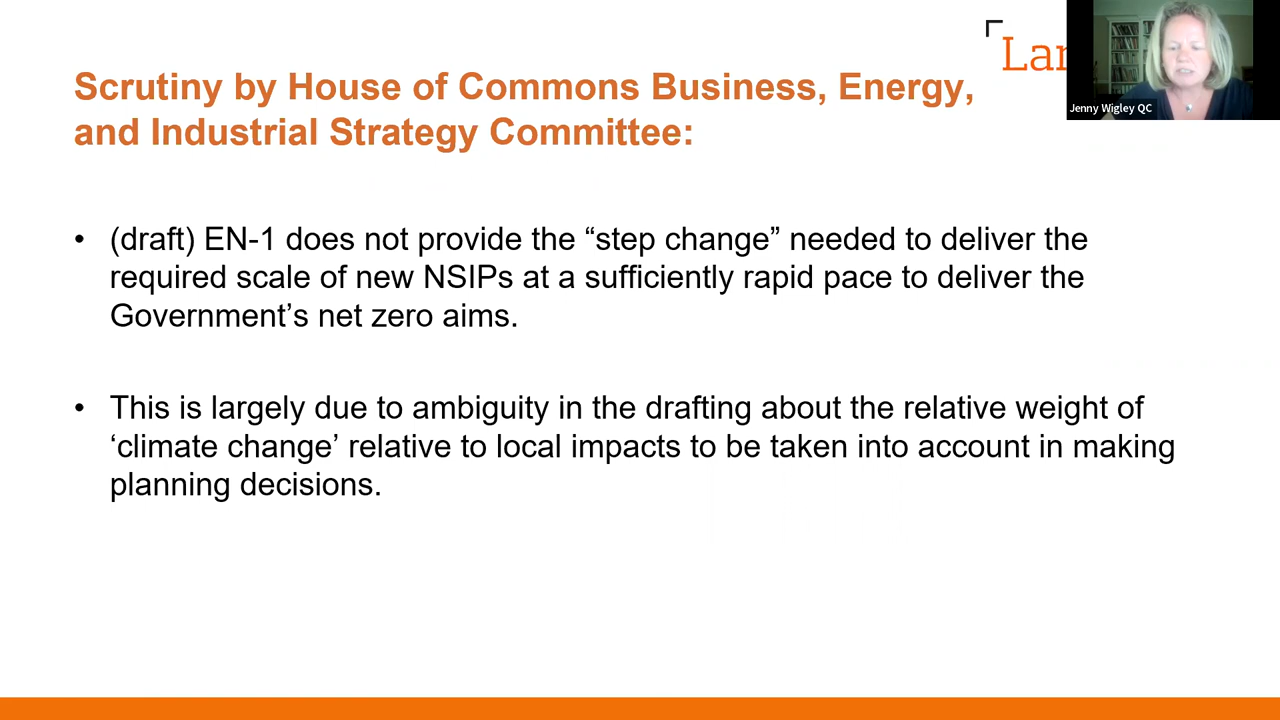 Scrutiny by House of Commons Business, Energy,
and Industrial Strategy Committee:
Lan
Jenny Wigley QC
• (draft) EN-1 does not provide the “step change” needed to deliver the
required scale of new NSIPs at a sufficiently rapid pace to deliver the
Government’s net zero aims.
• This is largely due to ambiguity in the drafting about the relative weight of
‘climate change’ relative to local impacts to be taken into account in making
planning decisions.